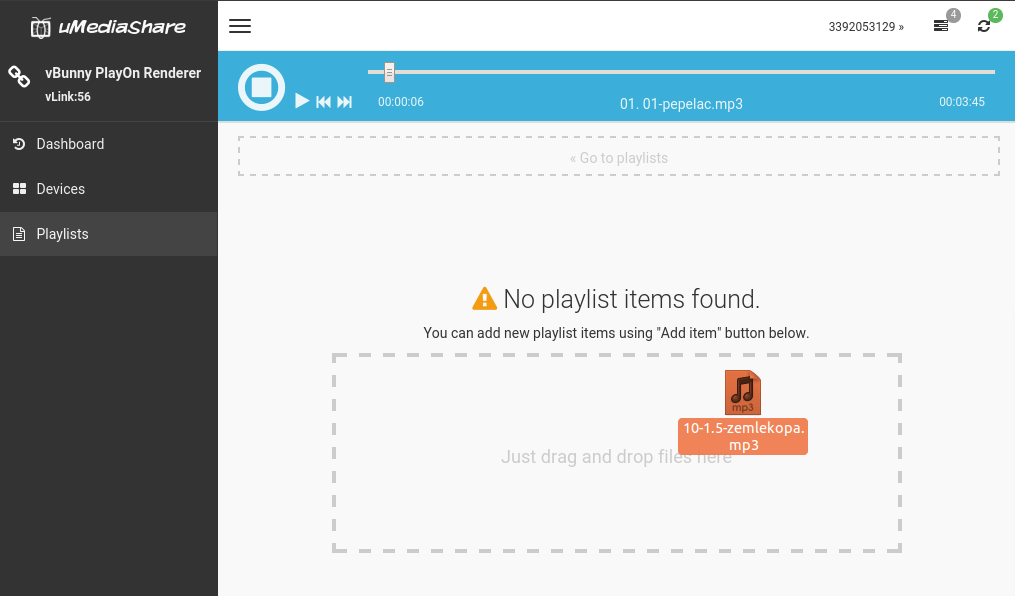 uMediaShare
3392053129 »
4
2
vBunny PlayOn Renderer
vLink:56
00:00:06
01. 01-pepelac.mp3
00:03:45
Dashboard
Devices
Playlists
« Go to playlists
No playlist items found.
You can add new playlist items using "Add item" button below.
mp3
10-1.5-zemlekopa.
mp3
Just drag and drop files here